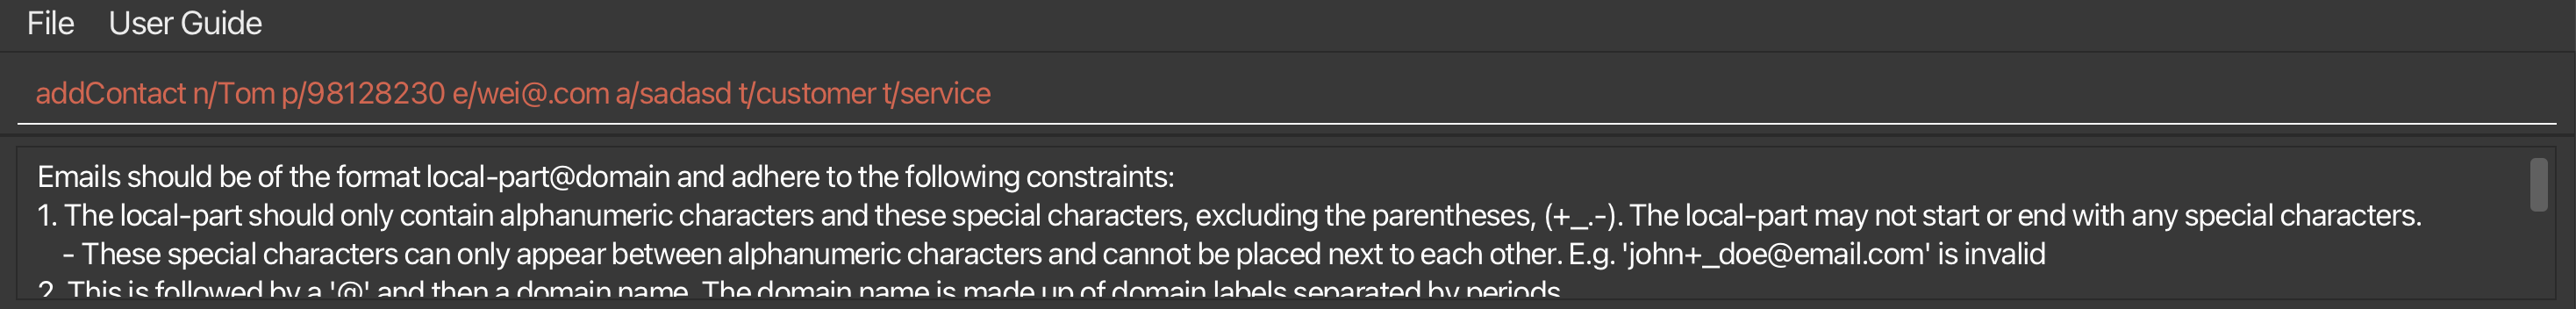 File User Guide
addContact n/Tom p/98128230 e/wei@.com a/sadasd t/customer t/service
Emails should be of the format local-part@domain and adhere to the following constraints:
1. The local-part should only contain alphanumeric characters and these special characters, excluding the parentheses, (+_.-). The local-part may not start or end with any special characters.
- These special characters can only appear between alphanumeric characters and cannot be placed next to each other. E.g. 'john+_doe@email.com' is invalid
2. This is followed by a '@' and then a domain name. The domain name is made up of domain labels separated by periods.